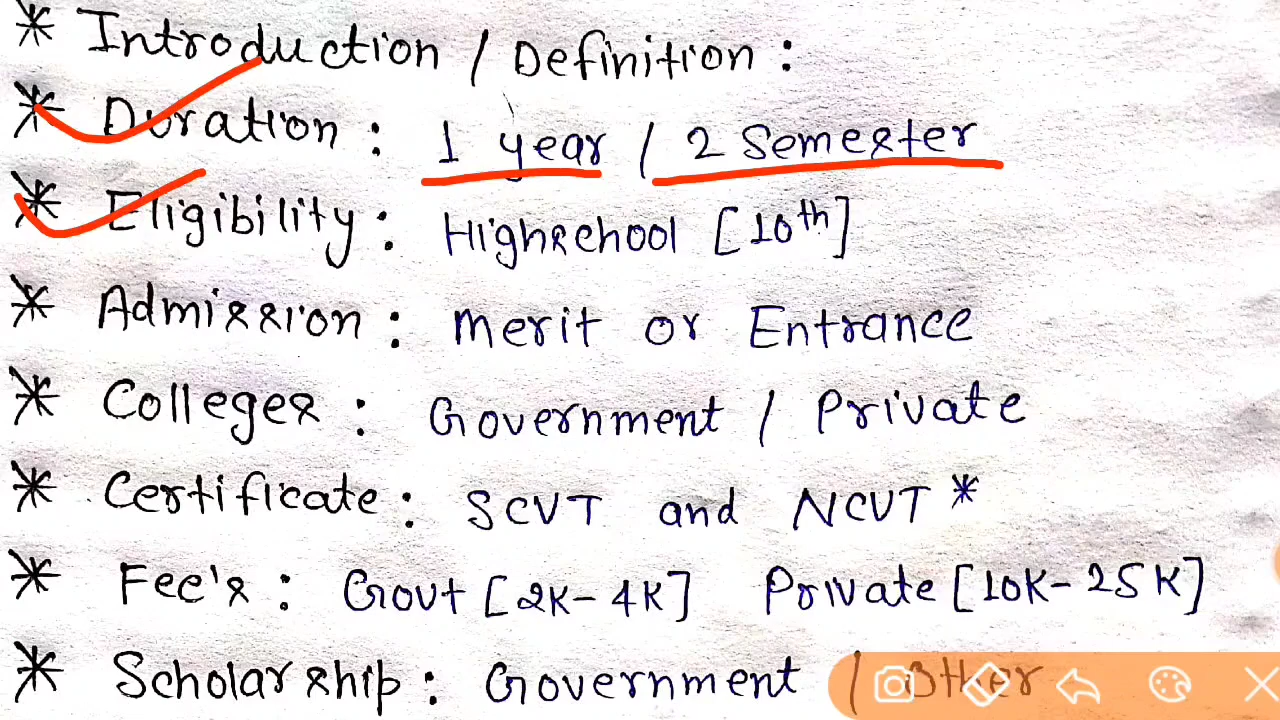 * Introduction / Definition :
* Duration : 1 year / 2 Semester
* Eligibility : Highschool [10th]
* Admission : merit or Entrance
* Colleges : Government / Private
* Certificate : SCVT and NCVT *
* Fee's : Govt [2K-4K] Private [10K-25K]
* Scholarship : Government / Other